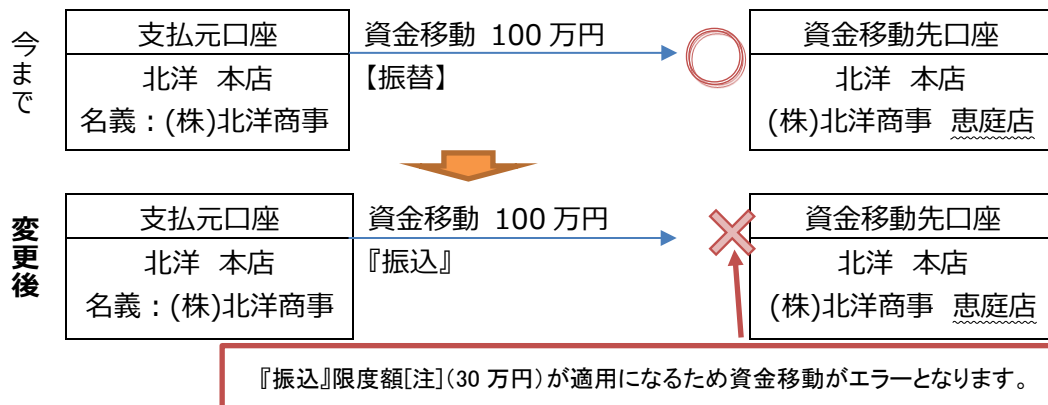 今まで
支払元口座
北洋 本店
名義：(株)北洋商事
資金移動 100 万円
【振替】
資金移動先口座
北洋 本店
(株)北洋商事 恵庭店
変更後
支払元口座
北洋 本店
名義：(株)北洋商事
資金移動 100 万円
『振込』
資金移動先口座
北洋 本店
(株)北洋商事 恵庭店
『振込』限度額[注](30 万円)が適用になるため資金移動がエラーとなります。